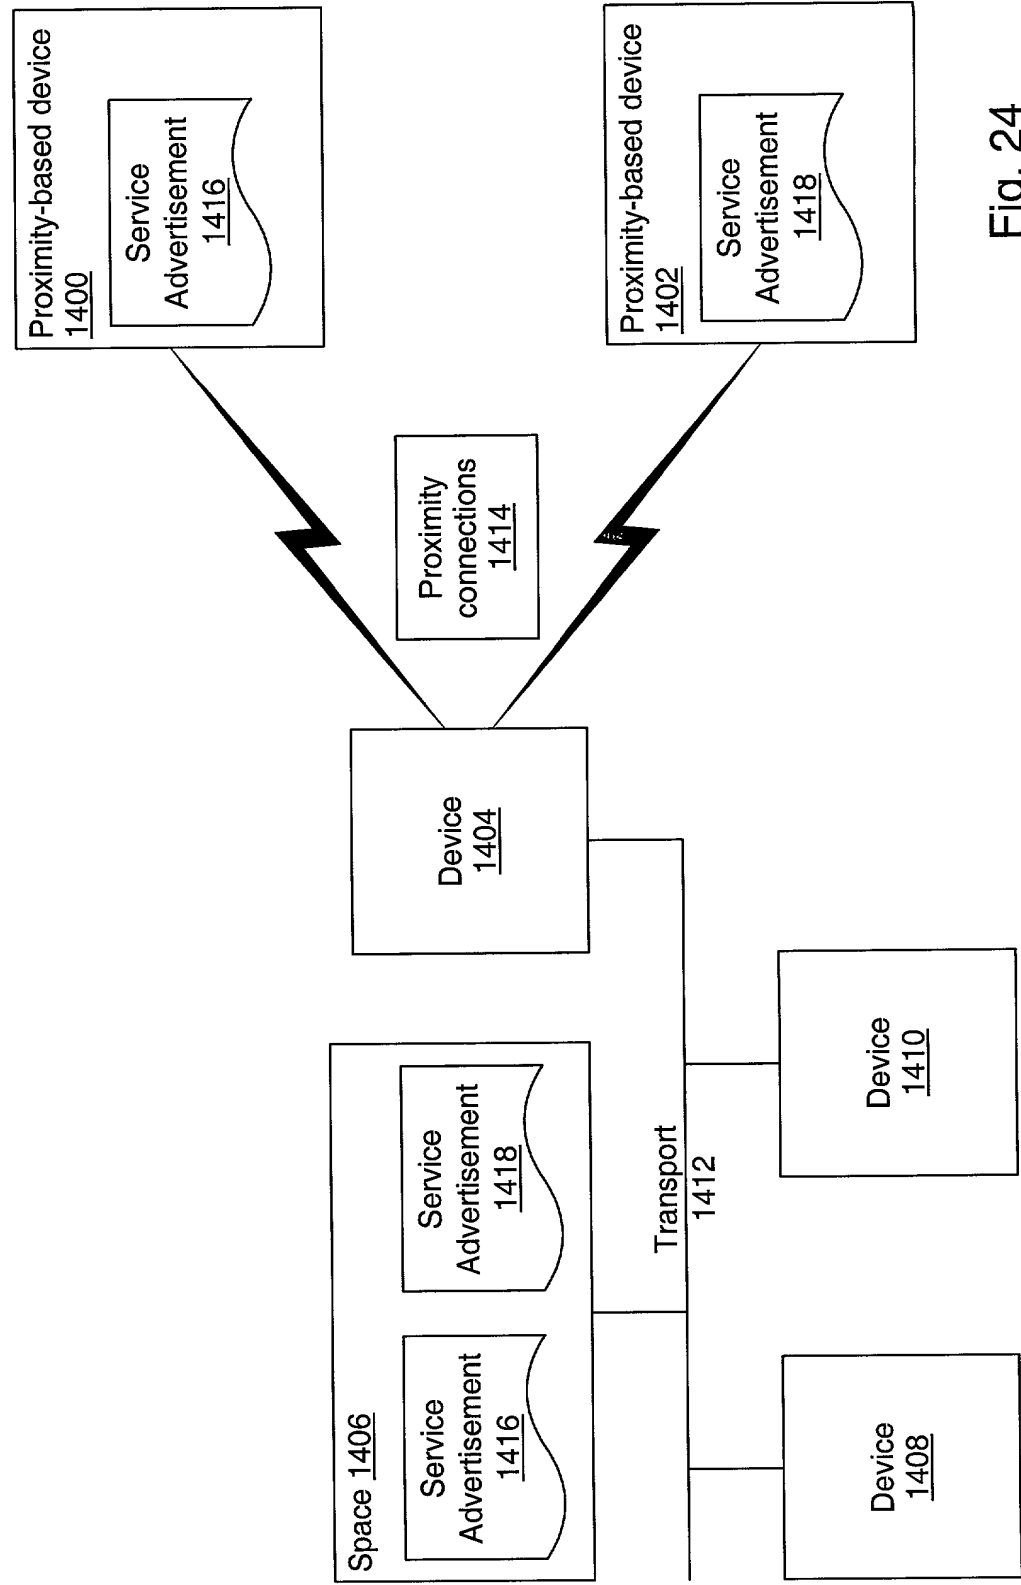 Proximity-based device
1400
Service
Advertisement
1416
Proximity-based device
1402
Service
Advertisement
1418
Proximity
connections
1414
Device
1404
Space 1406
Service
Advertisement
1416
Service
Advertisement
1418
Transport
1412
Device
1408
Device
1410
Fig. 24